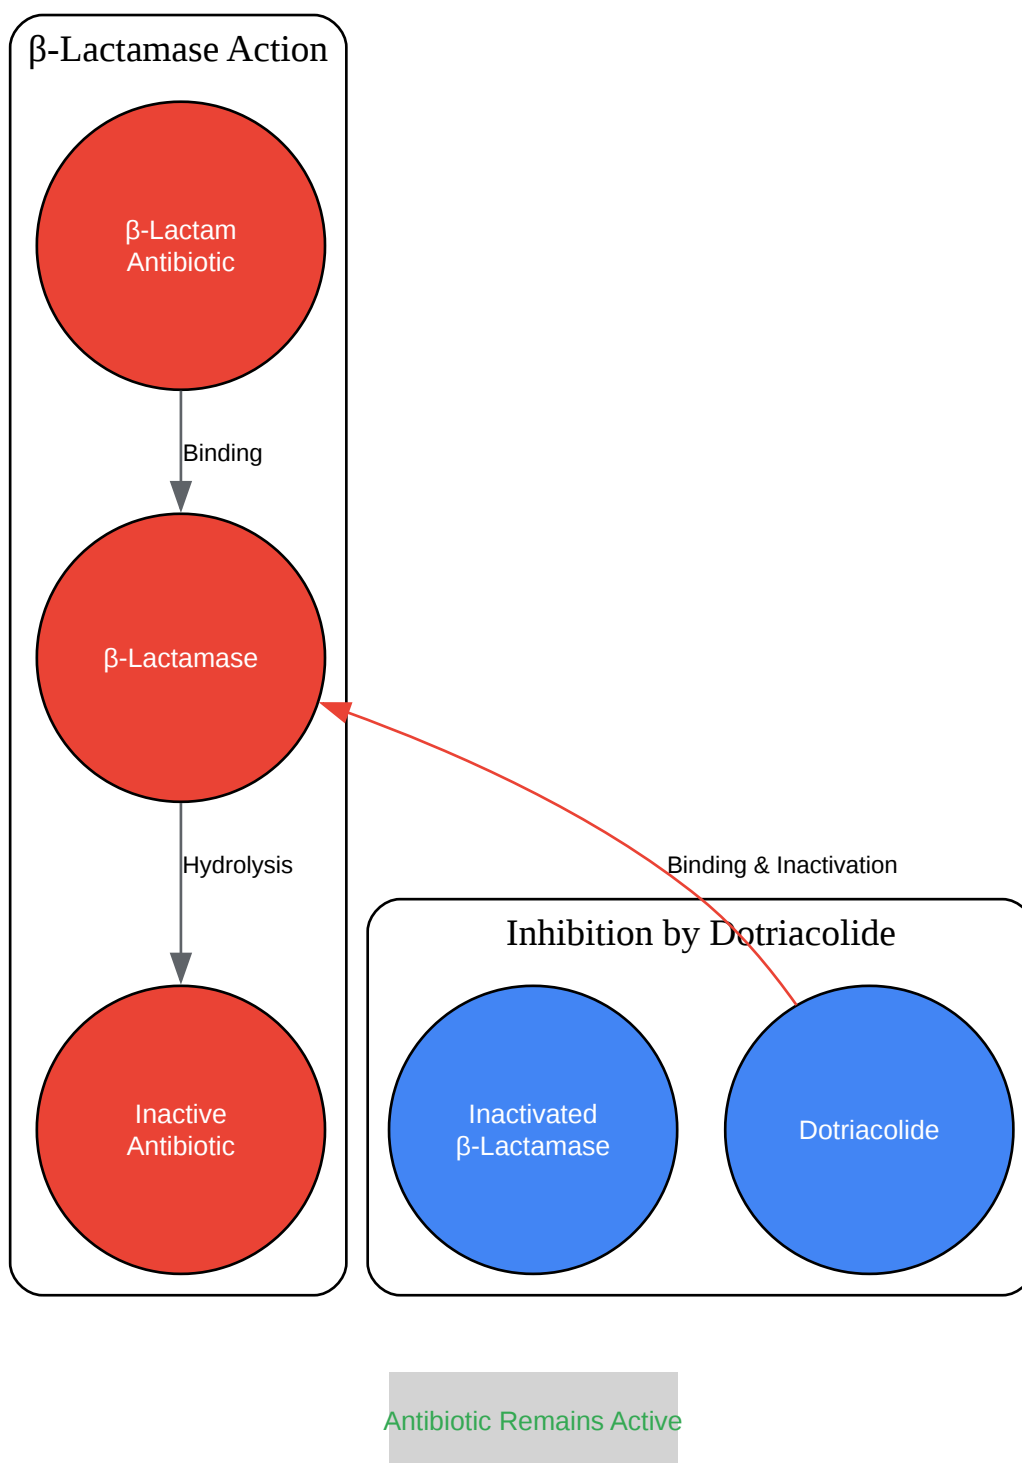 β-Lactamase Action
β-Lactam
Antibiotic
Binding
β-Lactamase
Hydrolysis
Binding & Inactivation
Inhibition by Dotriacolide
Inactive
Antibiotic
Inactivated
β-Lactamase
Dotriacolide
Antibiotic Remains Active